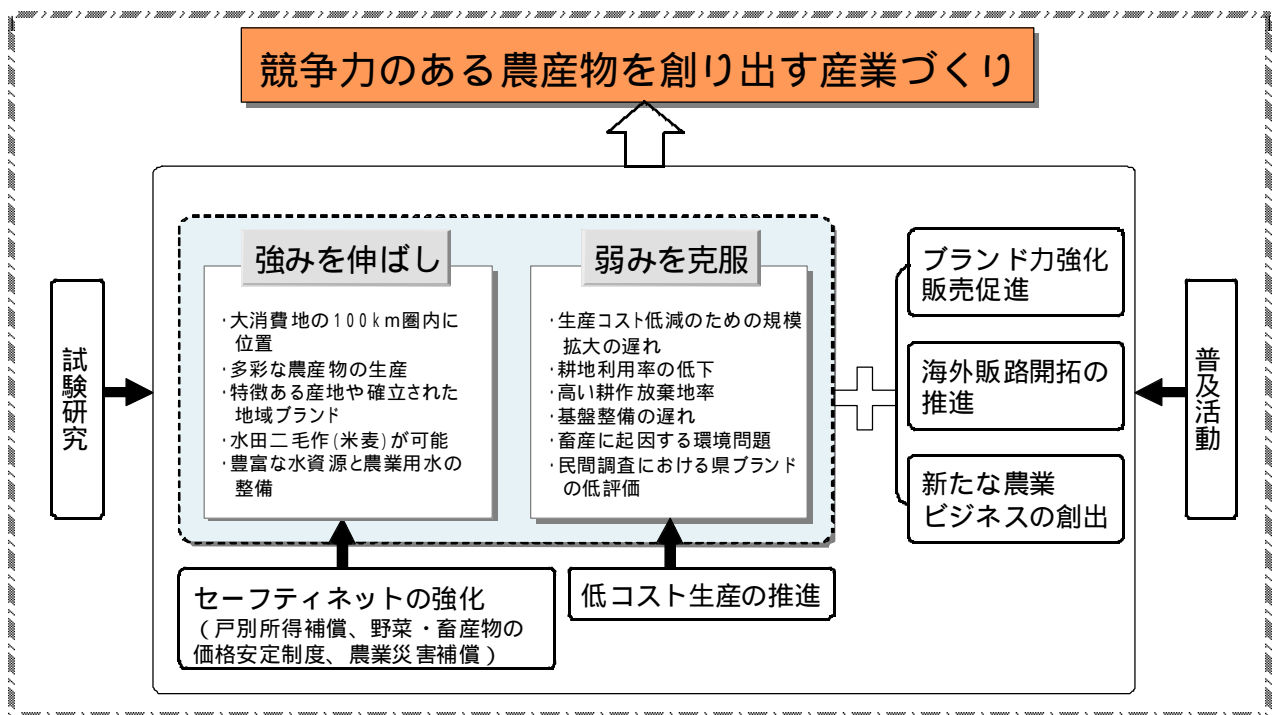 競争力のある農産物を創り出す産業づくり
強みを伸ばし
・大消費地の100km圏内に
位置
・多彩な農産物の生産
・特徴ある産地や確立された
地域ブランド
・水田二毛作(米麦)が可能
・豊富な水資源と農業用水の
整備
弱みを克服
・生産コスト低減のための規模
拡大の遅れ
・耕地利用率の低下
・高い耕作放棄地率
・基盤整備の遅れ
・畜産に起因する環境問題
・民間調査における県ブランド
の低評価
ブランド力強化
販売促進
海外販路開拓の
推進
新たな農業
ビジネスの創出
試験研究
普及活動
セーフティネットの強化
（戸別所得補償、野菜・畜産物の
価格安定制度、農業災害補償）
低コスト生産の推進